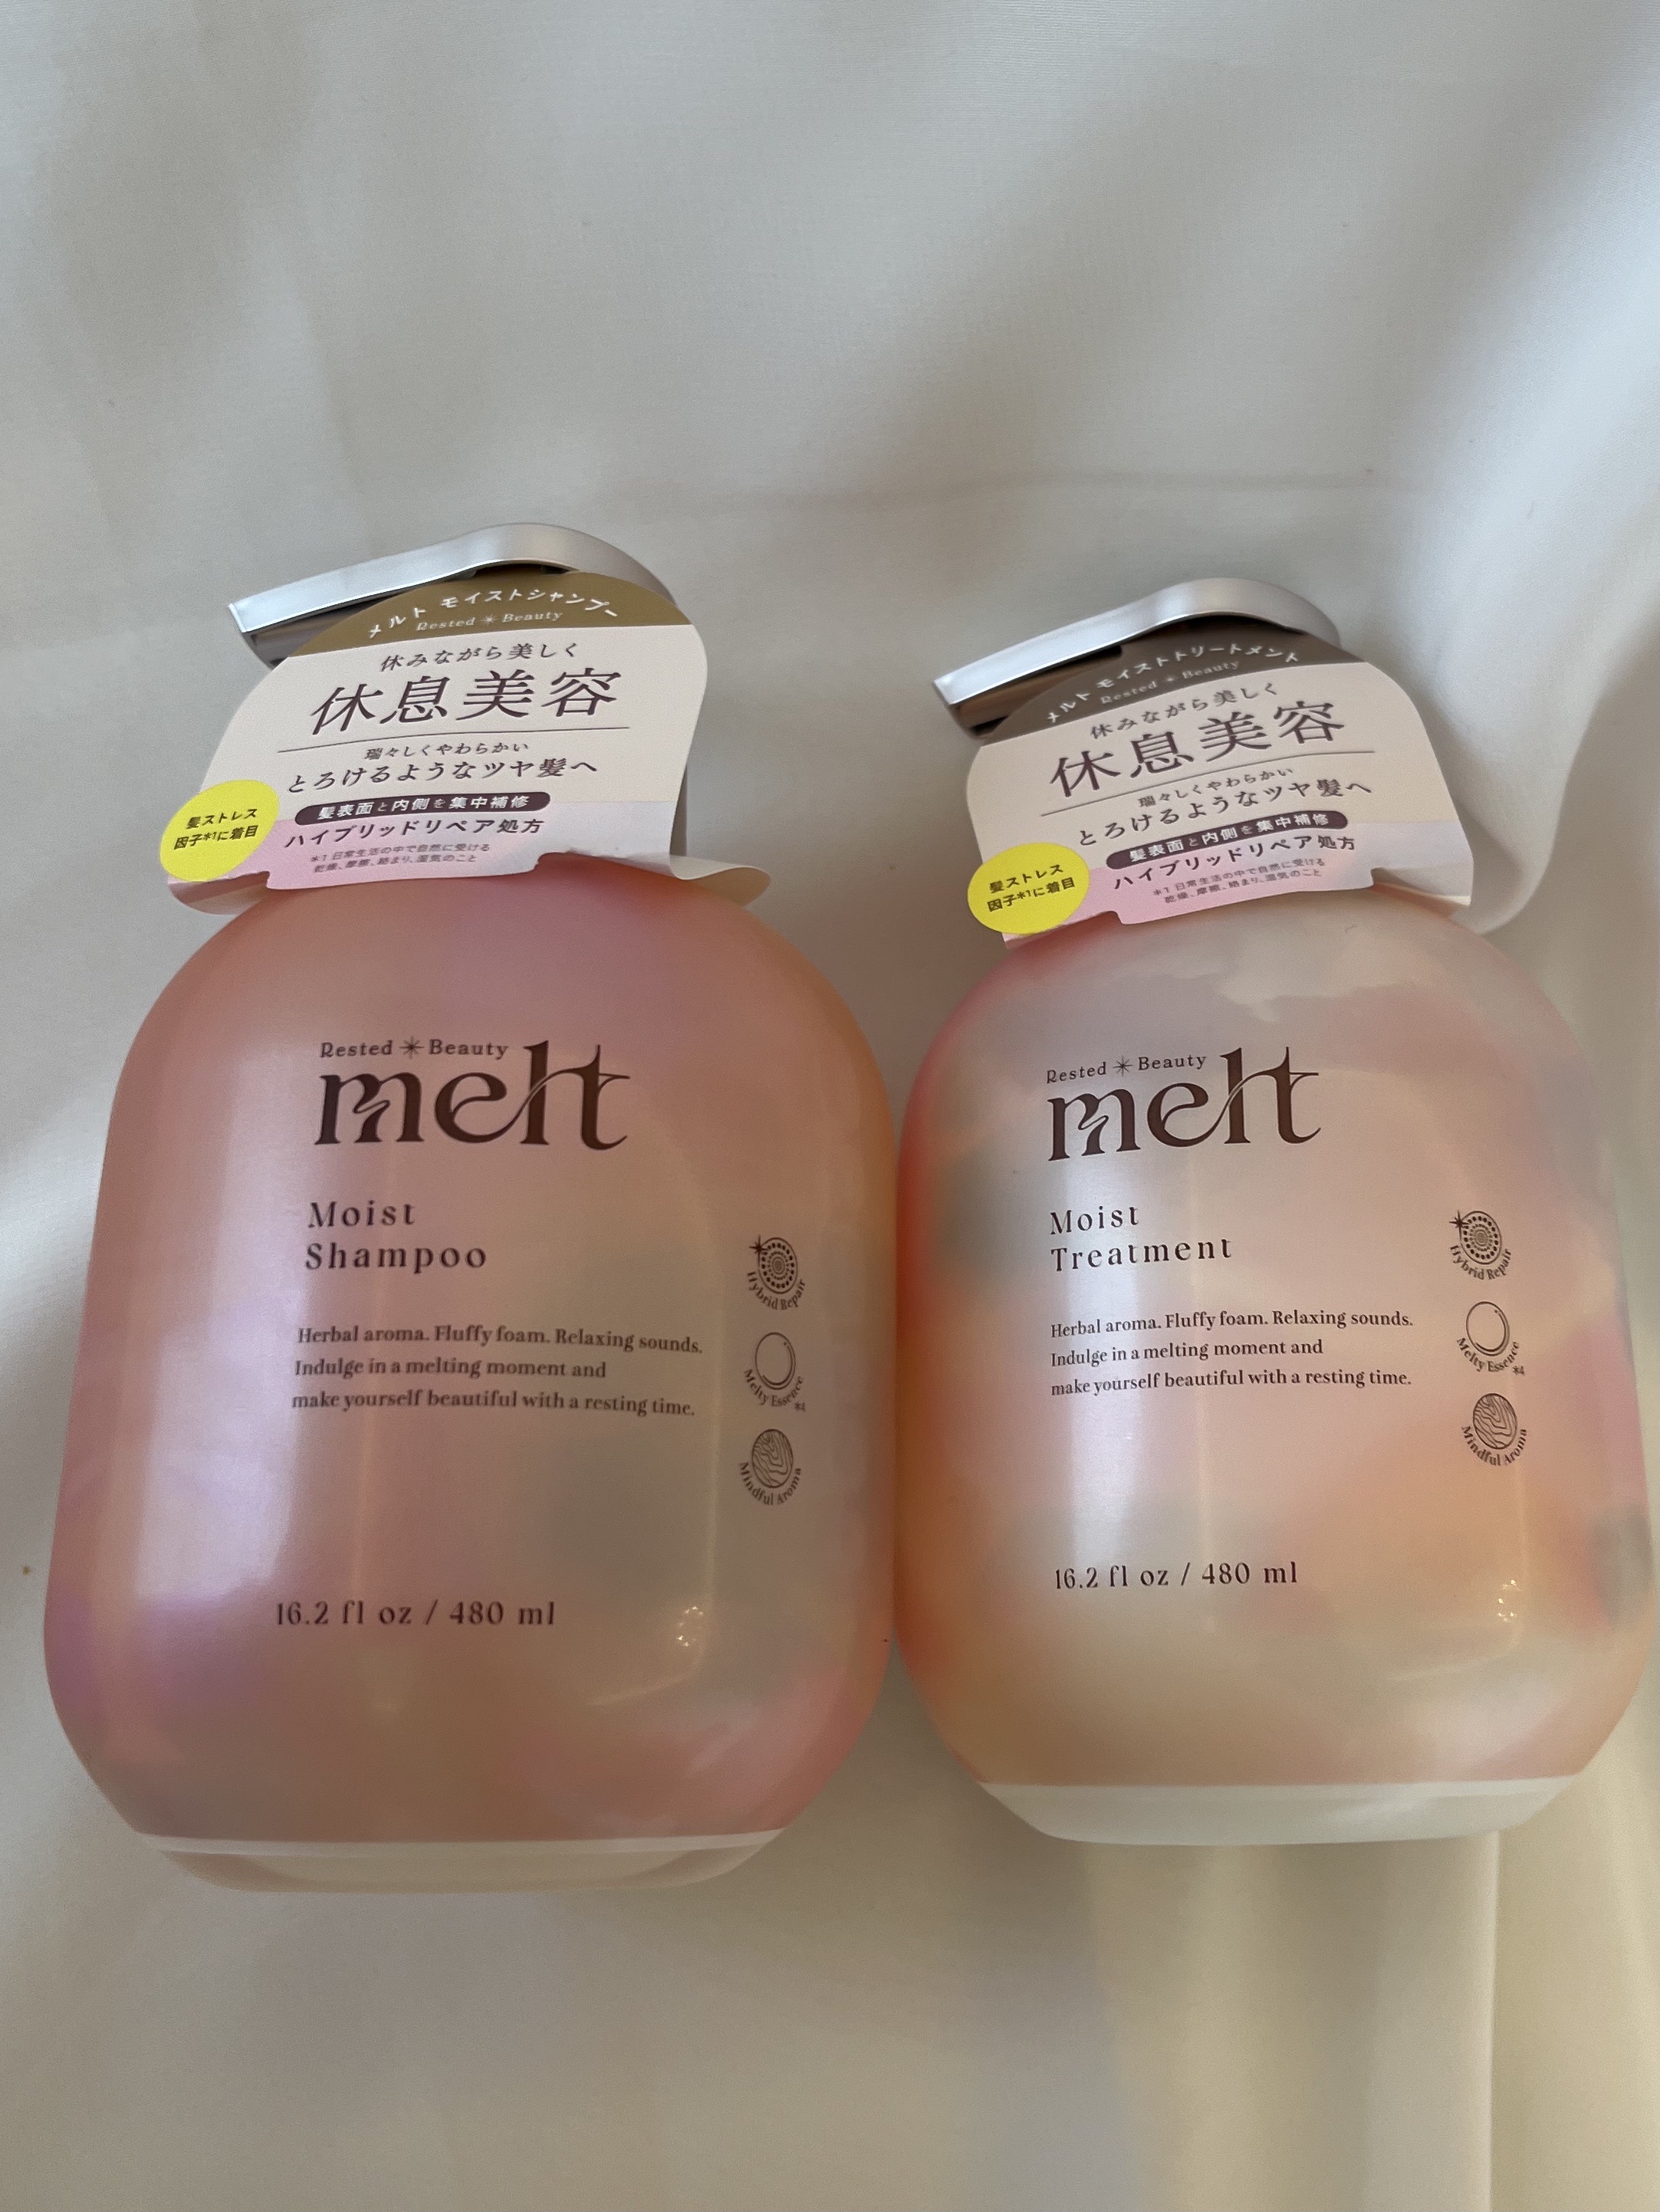 メルト モイストシャンプー
Rested Beauty
休みながら美しく
休息美容
瑞々しくやわらかい
とろけるようなツヤ髪へ
髪ストレス
因子*1に着目
髪表面と内側を集中補修
ハイブリッドリペア処方
*1 日常生活の中で自然に受ける
乾燥、摩擦、絡まり、湿気のこと
Rested Beauty
melt
Moist
Shampoo
Herbal aroma. Fluffy foam. Relaxing sounds.
Indulge in a melting moment and
make yourself beautiful with a resting time.
Hybrid Repair
Melty Essence *4
Mindful Aroma
16.2 fl oz / 480 ml
メルト モイストトリートメント
Rested Beauty
休みながら美しく
休息美容
瑞々しくやわらかい
とろけるようなツヤ髪へ
髪ストレス
因子*1に着目
髪表面と内側を集中補修
ハイブリッドリペア処方
*1 日常生活の中で自然に受ける
乾燥、摩擦、絡まり、湿気のこと
Rested Beauty
melt
Moist
Treatment
Herbal aroma. Fluffy foam. Relaxing sounds.
Indulge in a melting moment and
make yourself beautiful with a resting time.
Hybrid Repair
Melty Essence *4
Mindful Aroma
16.2 fl oz / 480 ml